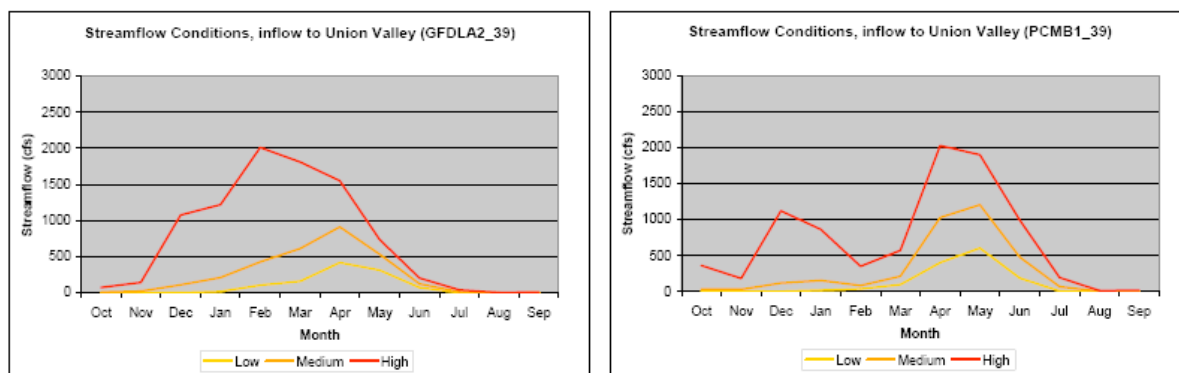 Streamflow Conditions, inflow to Union Valley (GFDLA2_39)
3000
2500
2000
1500
1000
500
0
Streamflow (cfs)
Oct Nov Dec Jan Feb Mar Apr May Jun Jul Aug Sep
Month
Low Medium High
Streamflow Conditions, inflow to Union Valley (PCMB1_39)
3000
2500
2000
1500
1000
500
0
Streamflow (cfs)
Oct Nov Dec Jan Feb Mar Apr May Jun Jul Aug Sep
Month
Low Medium High